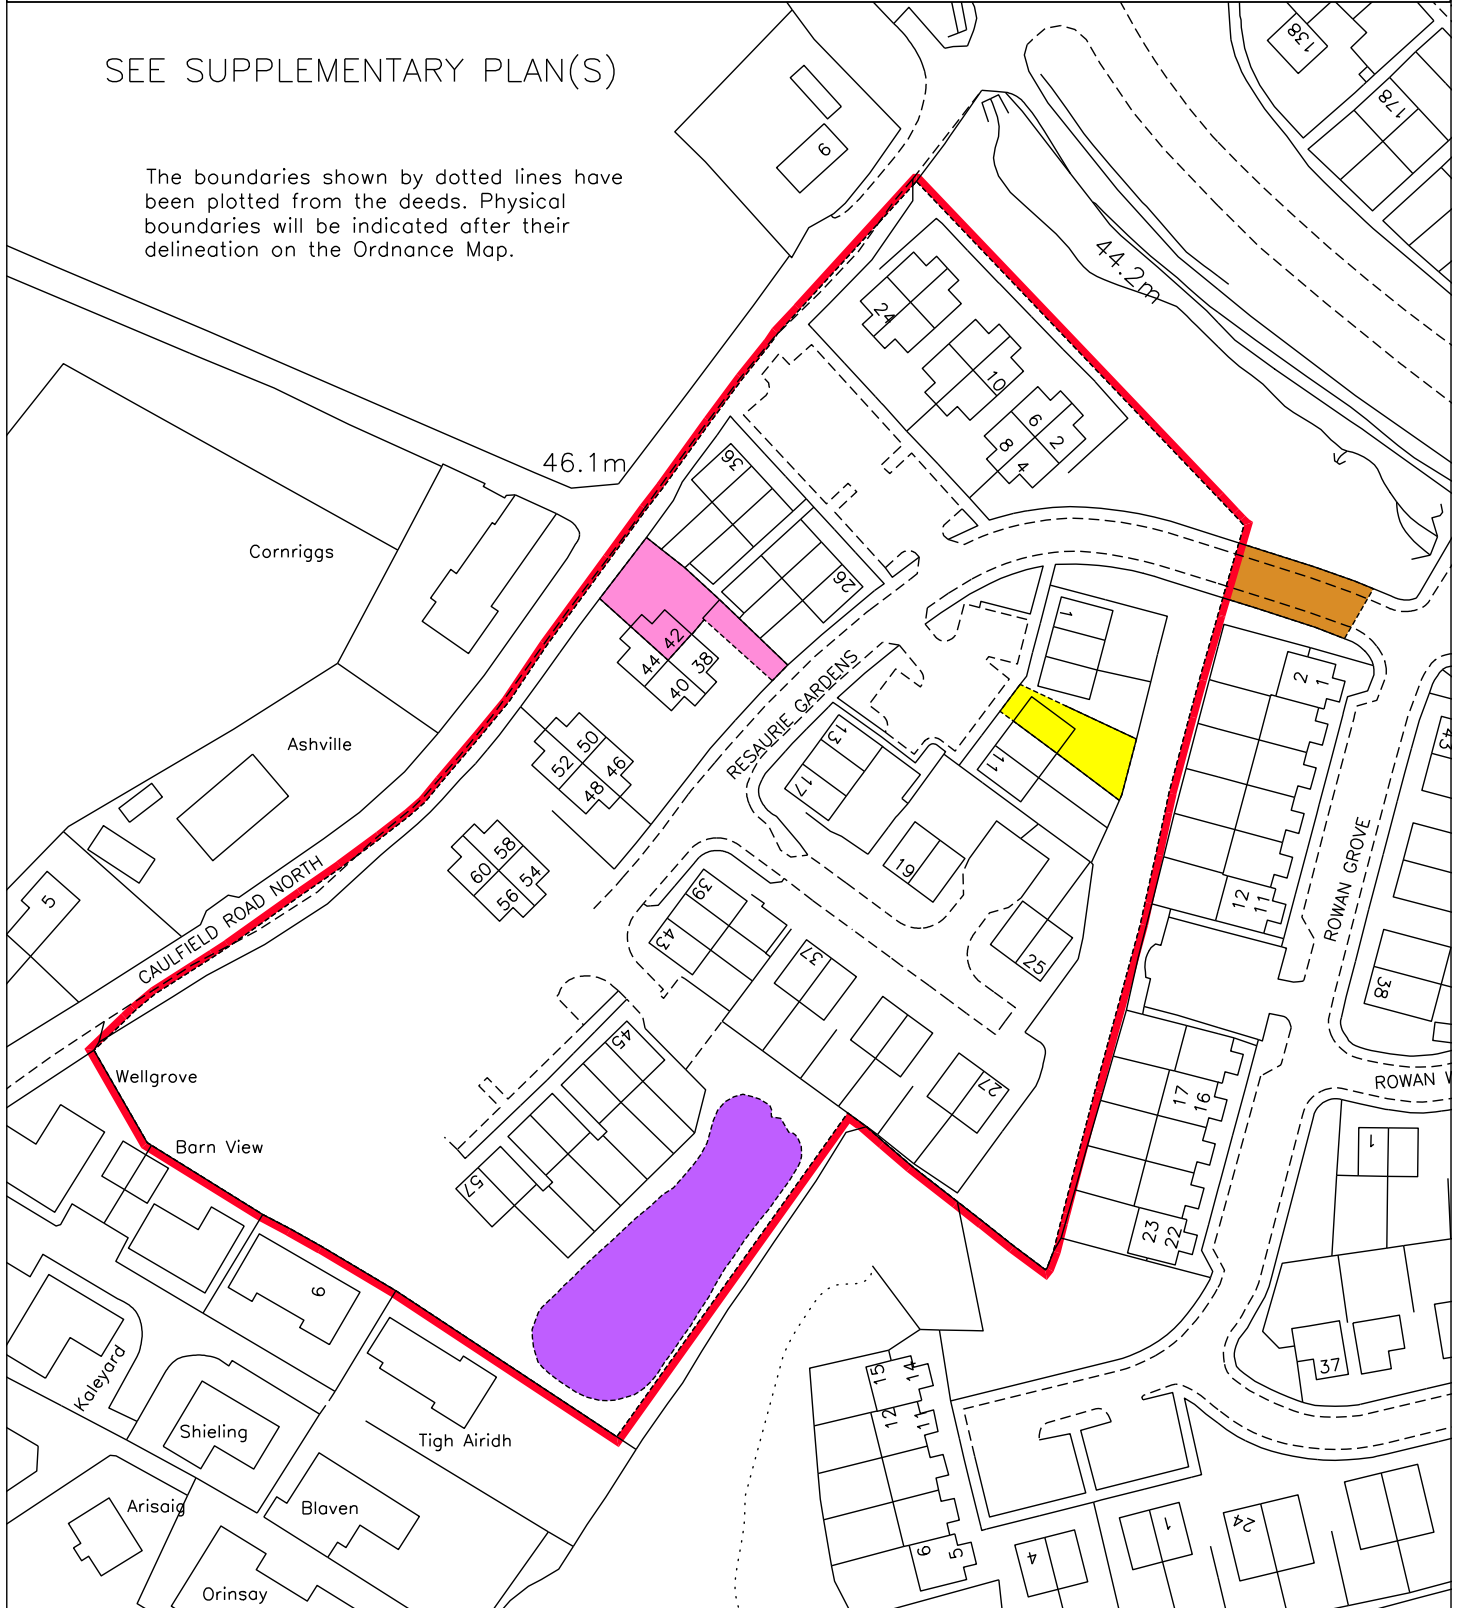 SEE SUPPLEMENTARY PLAN(S)
138
178
9
The boundaries shown by dotted lines have
been plotted from the deeds. Physical
boundaries will be indicated after their
delineation on the Ordnance Map.
44.2m
24
10
6
2
8
4
46.1m
36
26
Cornriggs
1
42
44
38
40
2
1
RESAURIE GARDENS
13
17
11
43
Ashville
50
52
46
48
58
60
54
56
19
ROWAN GROVE
12
11
5
CAULFIELD ROAD NORTH
39
43
37
25
38
45
27
Wellgrove
ROWAN W
17
16
Barn View
1
57
23
22
6
Kaleyard
37
15
14
12
11
Shieling
Tigh Airidh
Arisaig
Blaven
1
24
6
5
4
Orinsay